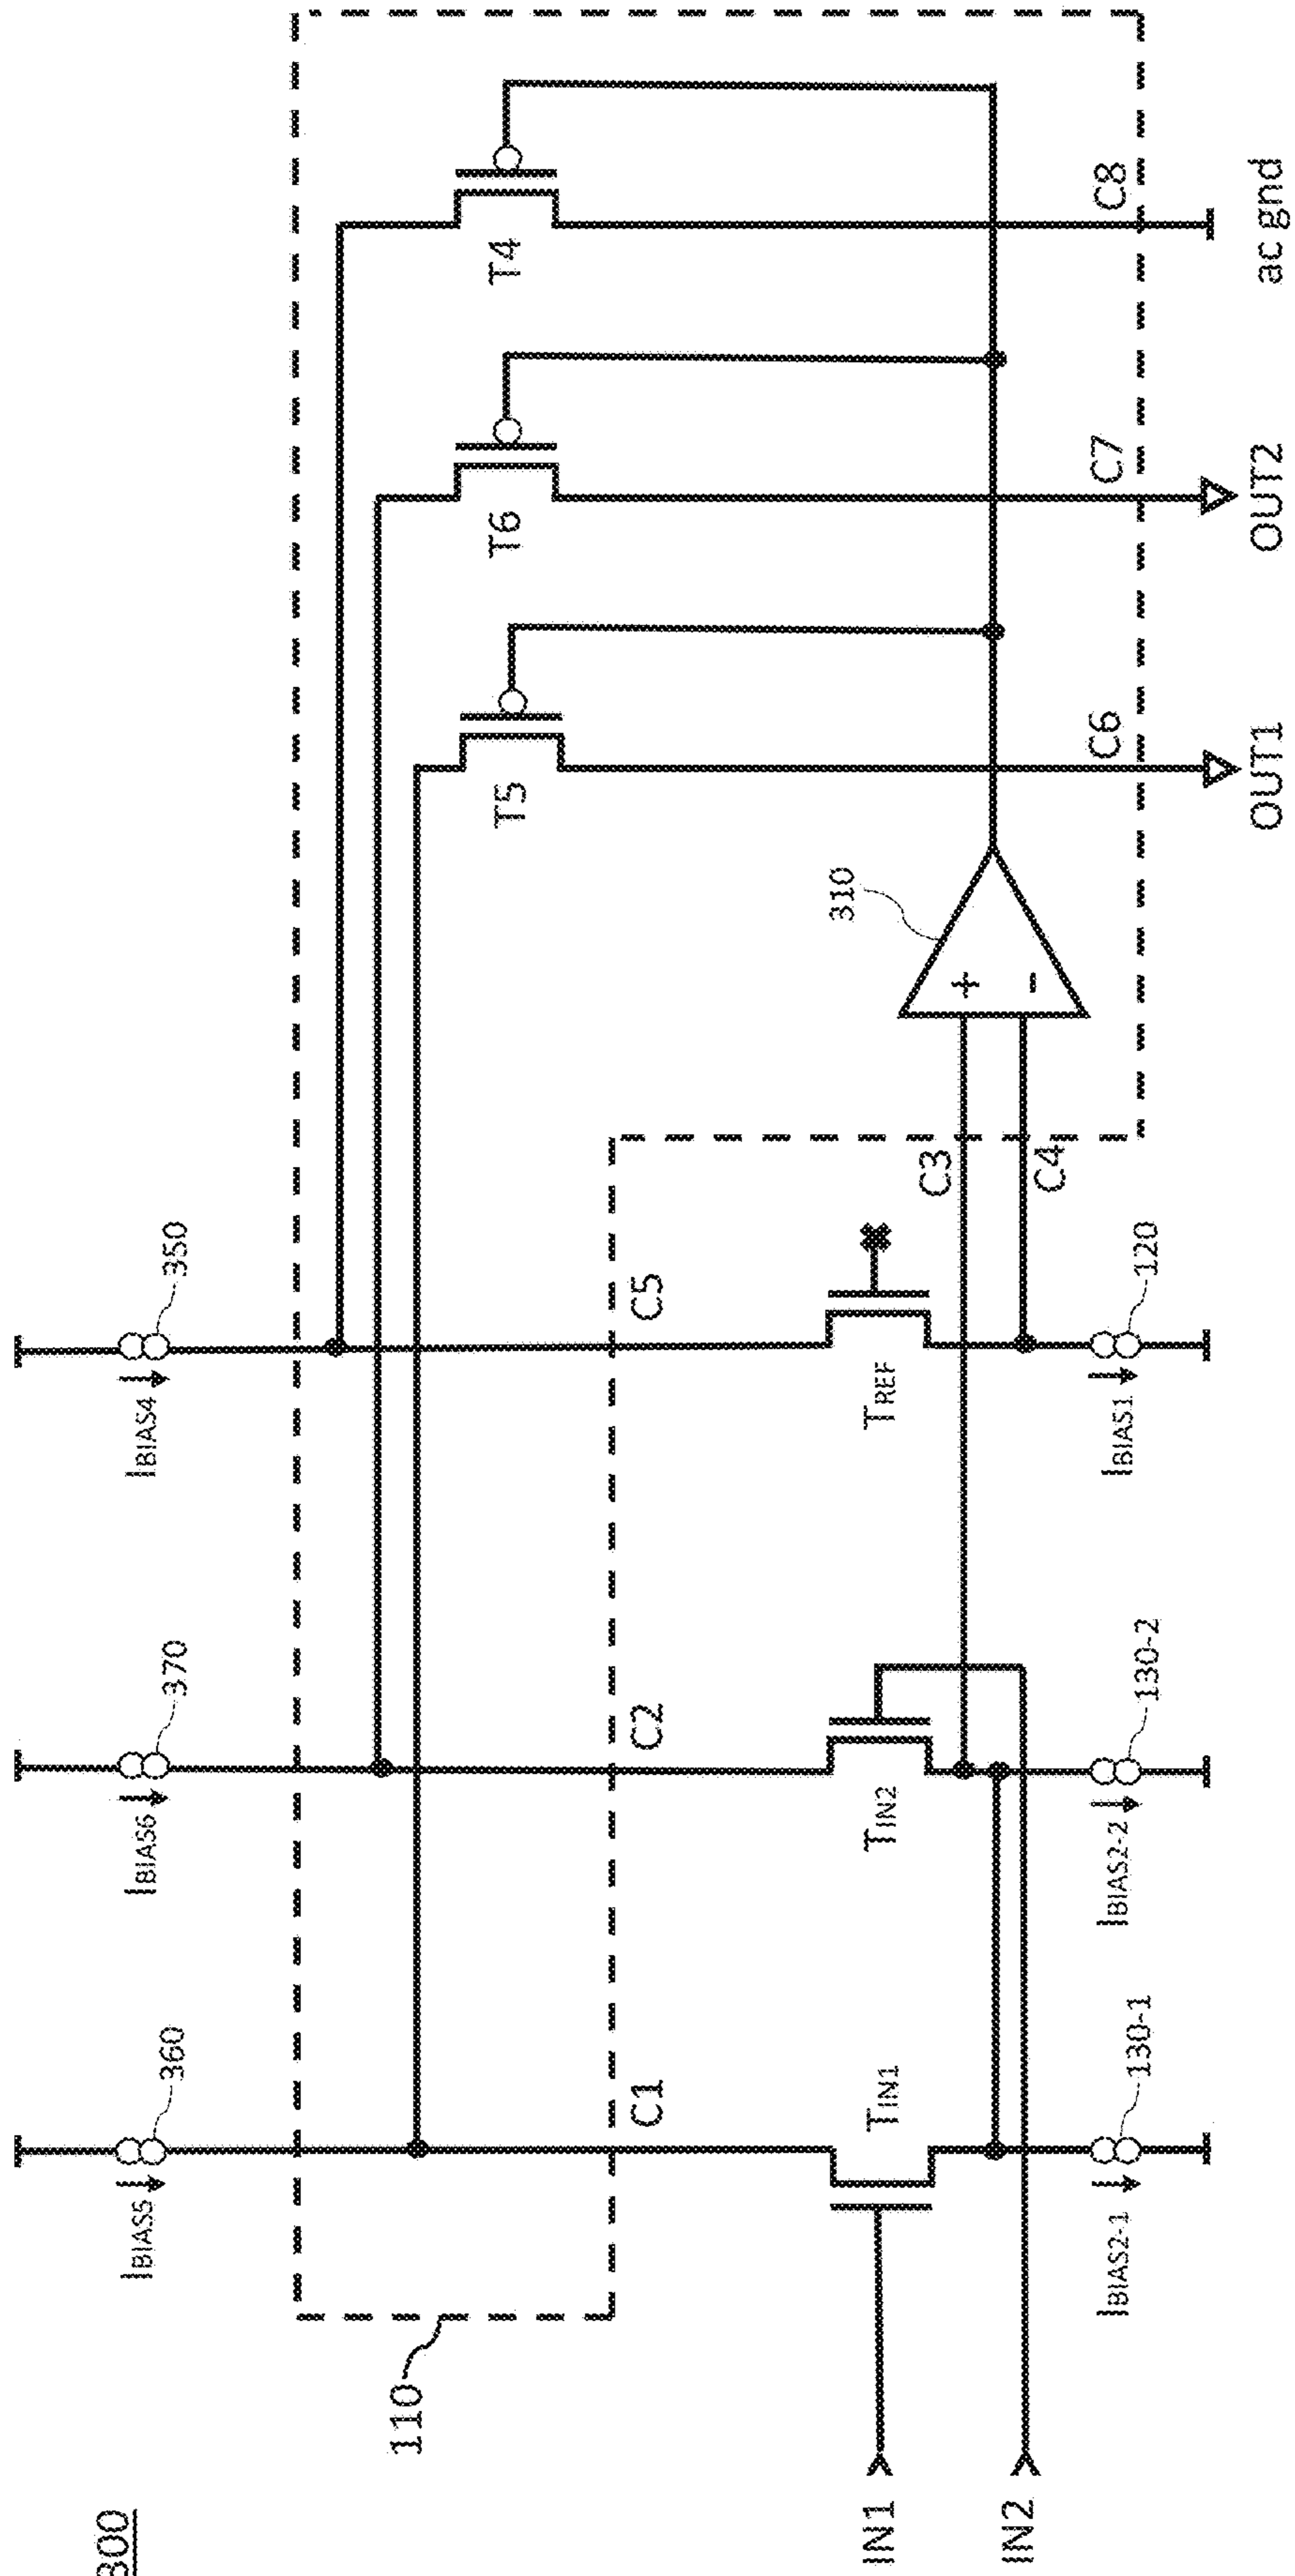 300
IBIAS5
360
IBIAS6
370
IBIAS4
350
110
C1
C2
C5
T5
T6
T4
IN1
TIN1
TIN2
TREF
C3
310
+
-
IN2
C4
C6
C7
C8
IBIAS2-1
130-1
IBIAS2-2
130-2
IBIAS1
120
OUT1
OUT2
ac gnd